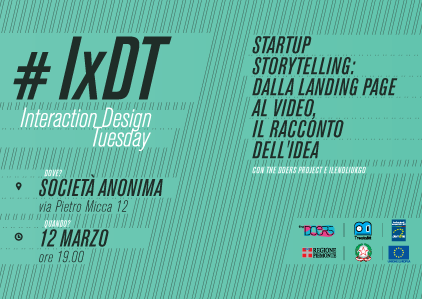 # IxDT
Interaction Design
Tuesday
DOVE?
SOCIETÀ ANONIMA
via Pietro Micca 12
QUANDO?
12 MARZO
ore 19.00
STARTUP
STORYTELLING:
DALLA LANDING PAGE
AL VIDEO,
IL RACCONTO
DELL'IDEA
CON THE DOERS PROJECT E ILENOLIUKGO
DOERS
REGIONE
PIEMONTE